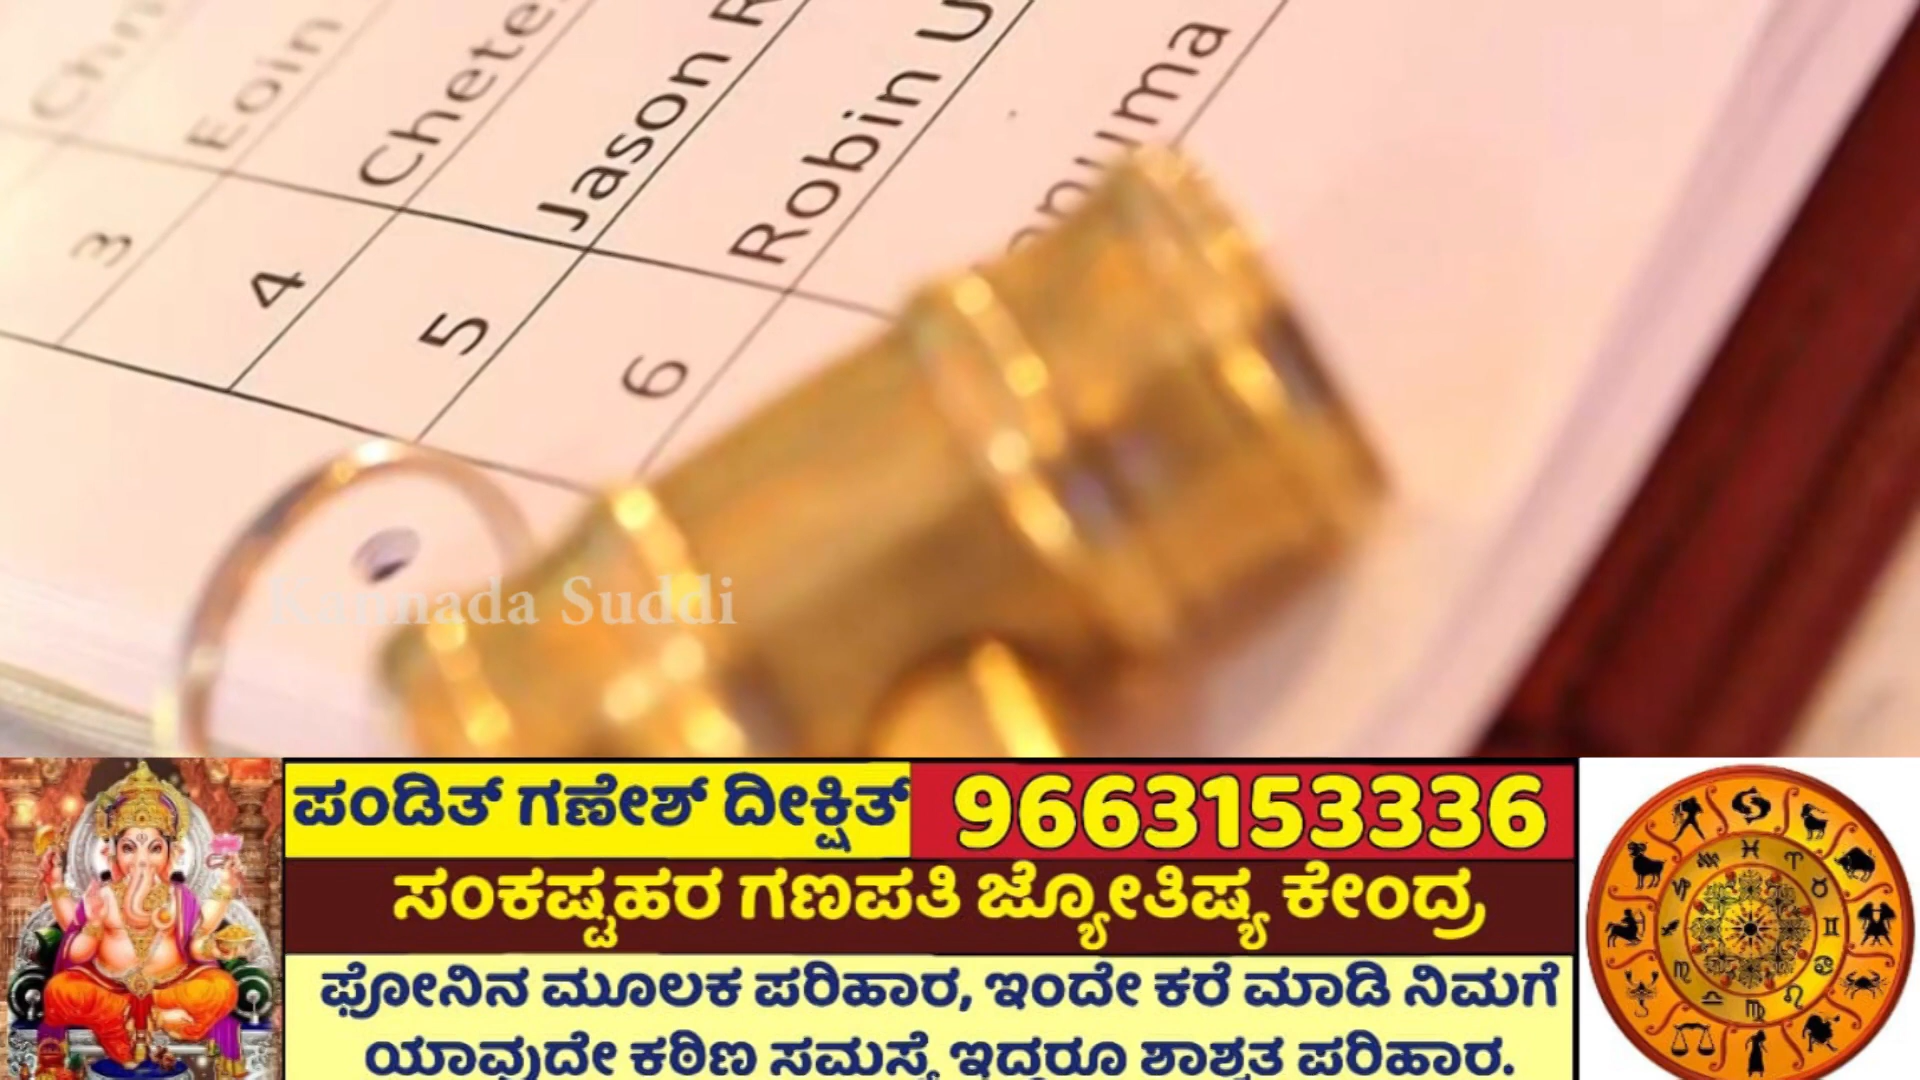 3 Eoin
4 Chete
5 Jason R
6 Robin U
numa
Kannada Suddi
ಪಂಡಿತ್ ಗಣೇಶ್ ದೀಕ್ಷಿತ್ 9663153336
ಸಂಕಷ್ಟಹರ ಗಣಪತಿ ಜ್ಯೋತಿಷ್ಯ ಕೇಂದ್ರ
ಫೋನಿನ ಮೂಲಕ ಪರಿಹಾರ, ಇಂದೇ ಕರೆ ಮಾಡಿ ನಿಮಗೆ
ಯಾವುದೇ ಕಠಿಣ ಸಮಸ್ಯೆ ಇದ್ದರೂ ಶಾಶ್ವತ ಪರಿಹಾರ.